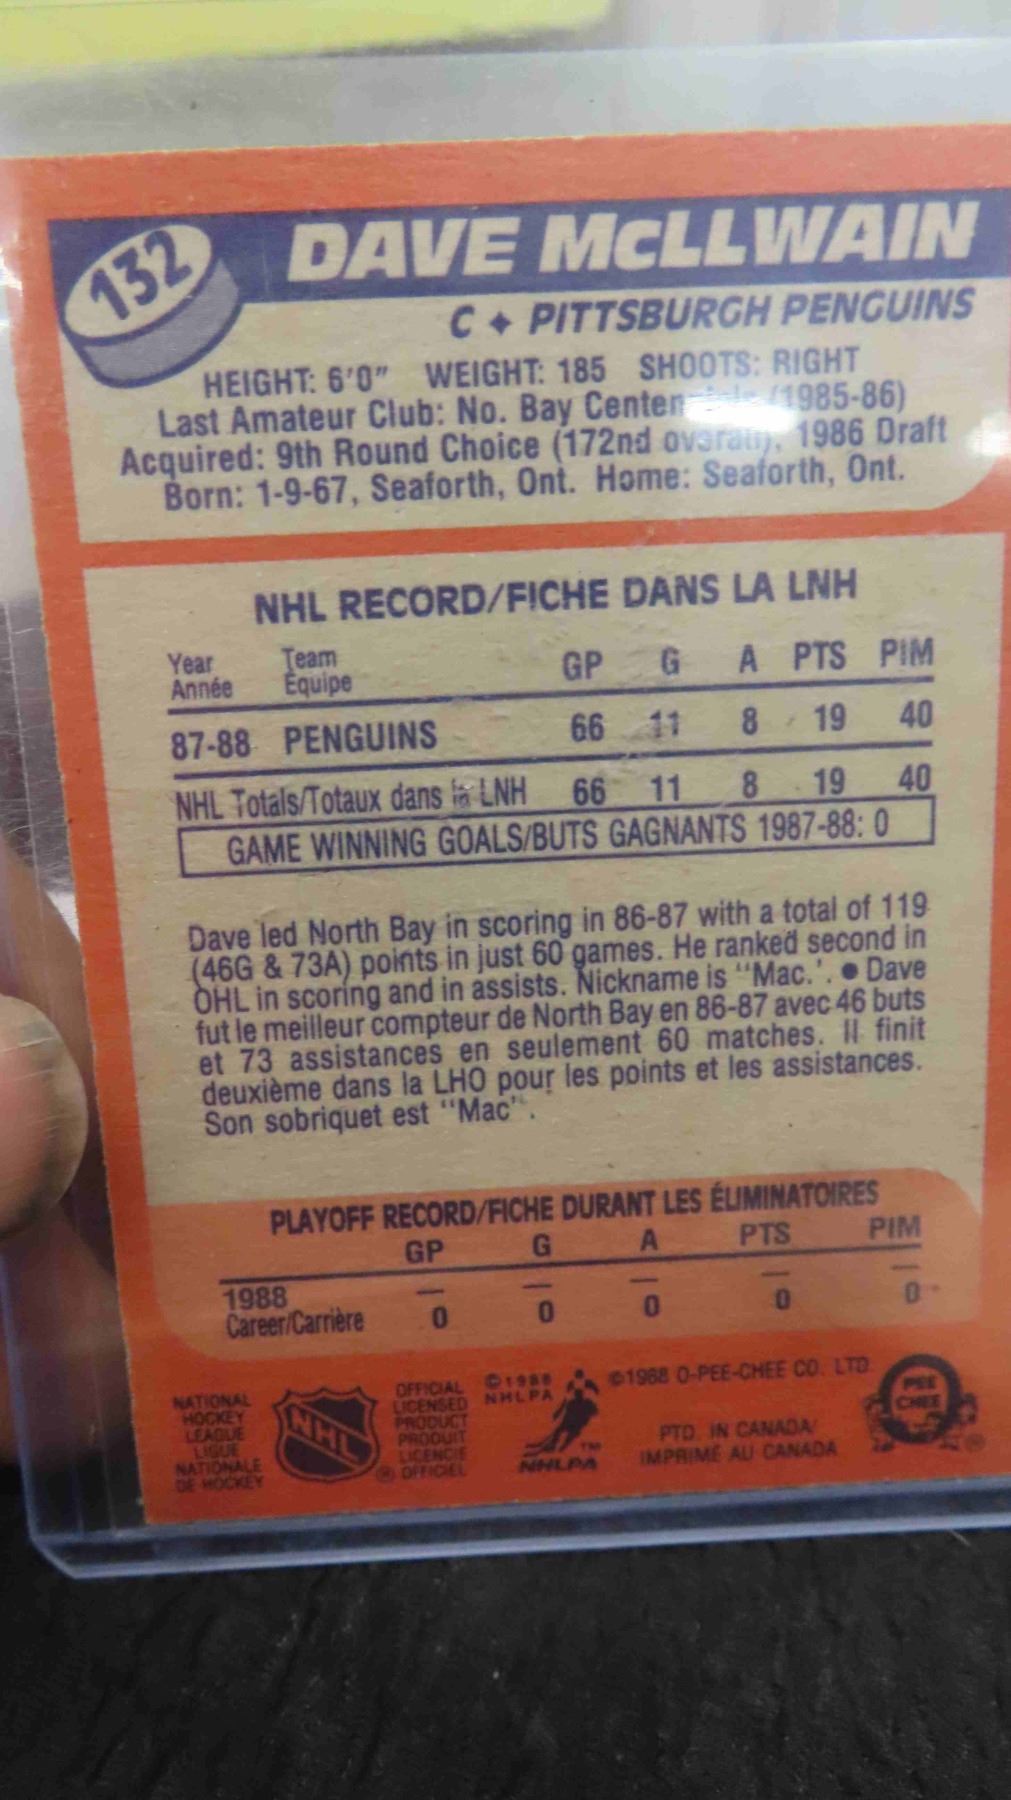 132
DAVE McLLWAIN
C ♦ PITTSBURGH PENGUINS
HEIGHT: 6'0" WEIGHT: 185 SHOOTS: RIGHT
Last Amateur Club: No. Bay (1985-86)
Acquired: 9th Round Choice (172nd overall), 1986 Draft
Born: 1-9-67, Seaforth, Ont. Home: Seaforth, Ont.
NHL RECORD/FICHE DANS LA LNH
Year Team GP G A PTS PIM
Année Équipe
87-88 PENGUINS 66 11 8 19 40
NHL Totals/Totaux dans la LNH 66 11 8 19 40
GAME WINNING GOALS/BUTS GAGNANTS 1987-88: 0
Dave led North Bay in scoring in 86-87 with a total of 119
(46G & 73A) points in just 60 games. He ranked second in
OHL in scoring and in assists. Nickname is "Mac.'. ● Dave
fut le meilleur compteur de North Bay en 86-87 avec 46 buts
et 73 assistances en seulement 60 matches. Il finit
deuxième dans la LHO pour les points et les assistances.
Son sobriquet est "Mac".
PLAYOFF RECORD/FICHE DURANT LES ÉLIMINATOIRES
GP G A PTS PIM
1988 — — — — —
Career/Carrière 0 0 0 0 0
NATIONAL
HOCKEY
LEAGUE
LIGUE
NATIONALE
DE HOCKEY
NHL
®
OFFICIAL
LICENSED
PRODUCT
PRODUIT
LICENCIE
OFFICIEL
©1988
NHLPA
TM
NHLPA
©1988 O-PEE-CHEE CO. LTD.
PTD. IN CANADA/
IMPRIMÉ AU CANADA
PEE
CHEE
®